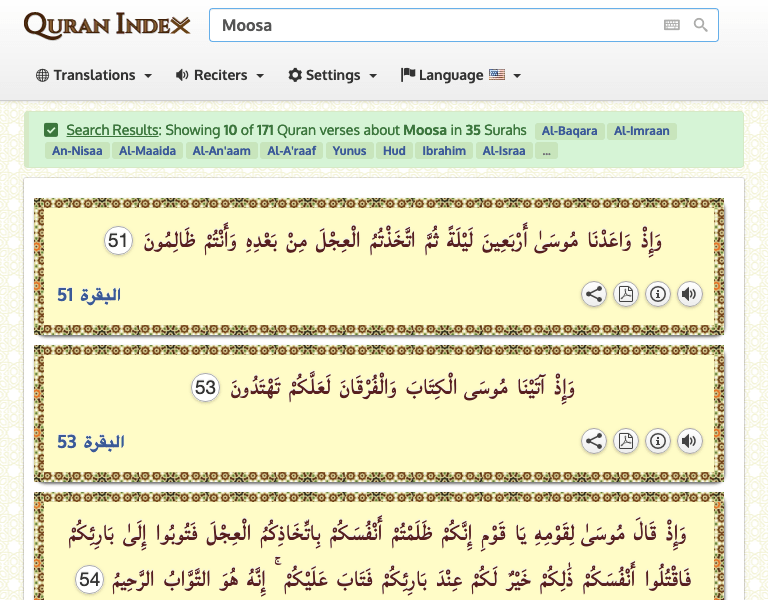 QURAN INDEX
Moosa
Translations Reciters Settings Language
Search Results: Showing 10 of 171 Quran verses about Moosa in 35 Surahs Al-Baqara Al-Imraan
An-Nisaa Al-Maaida Al-An'aam Al-A'raaf Yunus Hud Ibrahim Al-Israa ...
وَإِذْ وَاعَدْنَا مُوسَىٰ أَرْبَعِينَ لَيْلَةً ثُمَّ اتَّخَذْتُمُ الْعِجْلَ مِنْ بَعْدِهِ وَأَنْتُمْ ظَالِمُونَ 51
البقرة 51
وَإِذْ آتَيْنَا مُوسَى الْكِتَابَ وَالْفُرْقَانَ لَعَلَّكُمْ تَهْتَدُونَ 53
البقرة 53
وَإِذْ قَالَ مُوسَىٰ لِقَوْمِهِ يَا قَوْمِ إِنَّكُمْ ظَلَمْتُمْ أَنْفُسَكُمْ بِاتِّخَاذِكُمُ الْعِجْلَ فَتُوبُوا إِلَىٰ بَارِئِكُمْ
فَاقْتُلُوا أَنْفُسَكُمْ ذَٰلِكُمْ خَيْرٌ لَكُمْ عِنْدَ بَارِئِكُمْ فَتَابَ عَلَيْكُمْ ۚ إِنَّهُ هُوَ التَّوَّابُ الرَّحِيمُ 54